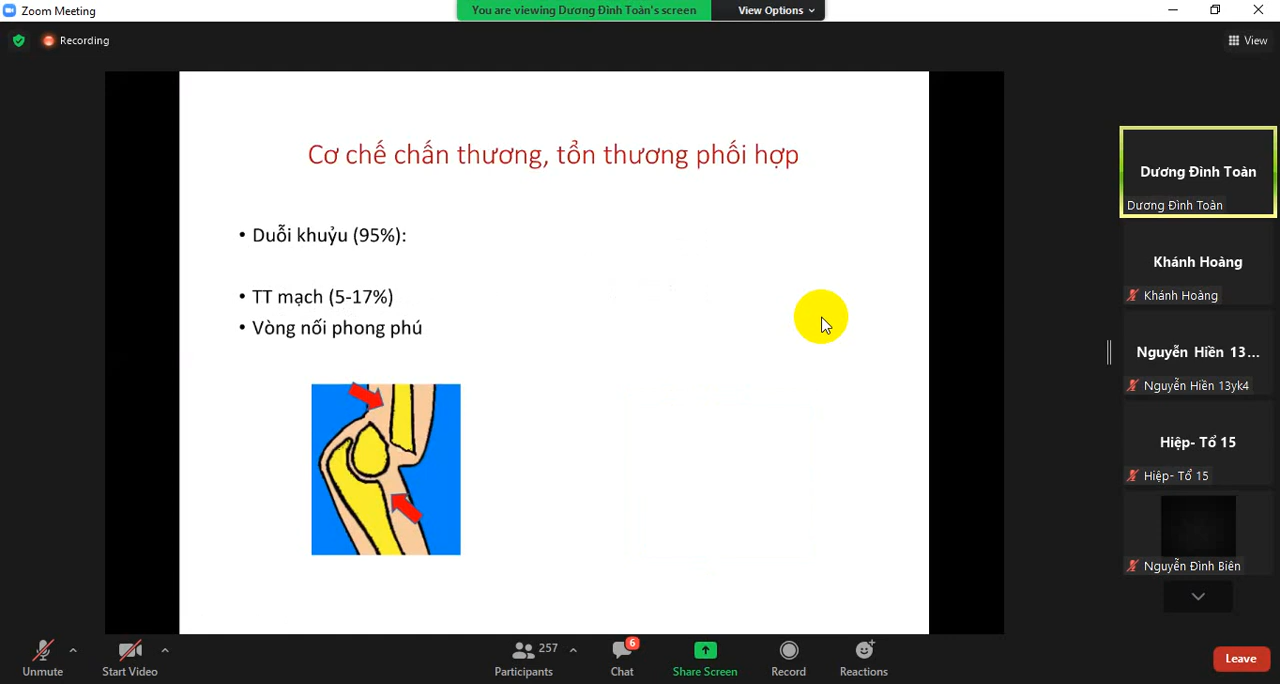 Zoom Meeting
You are viewing Dương Đình Toàn's screen
View Options
Recording
View
Cơ chế chấn thương, tổn thương phối hợp
• Duỗi khuỷu (95%):
• TT mạch (5-17%)
• Vòng nối phong phú
Dương Đình Toàn
Dương Đình Toàn
Khánh Hoàng
Khánh Hoàng
Nguyễn Hiền 13...
Nguyễn Hiền 13yk4
Hiệp- Tổ 15
Hiệp- Tổ 15
Nguyễn Đình Biên
Unmute
Start Video
257
Participants
6
Chat
Share Screen
Record
Reactions
Leave